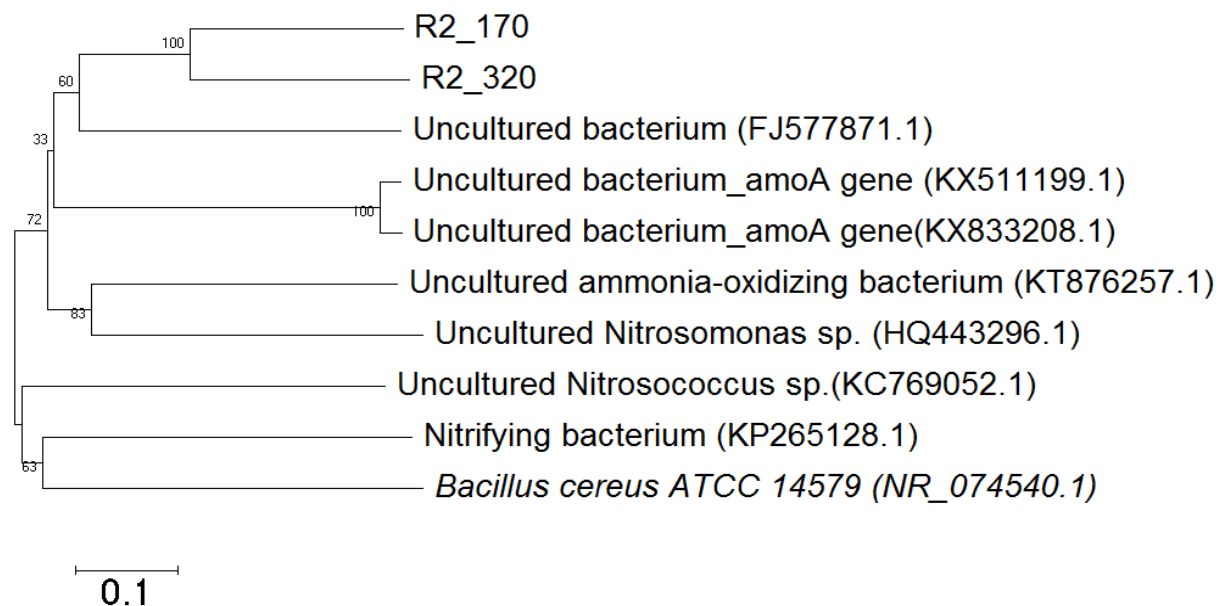 100
R2_170
60
R2_320
33
Uncultured bacterium (FJ577871.1)
Uncultured bacterium_amoA gene (KX511199.1)
100
72
Uncultured bacterium_amoA gene(KX833208.1)
Uncultured ammonia-oxidizing bacterium (KT876257.1)
83
Uncultured Nitrosomonas sp. (HQ443296.1)
Uncultured Nitrosococcus sp.(KC769052.1)
Nitrifying bacterium (KP265128.1)
63
Bacillus cereus ATCC 14579 (NR_074540.1)
0.1